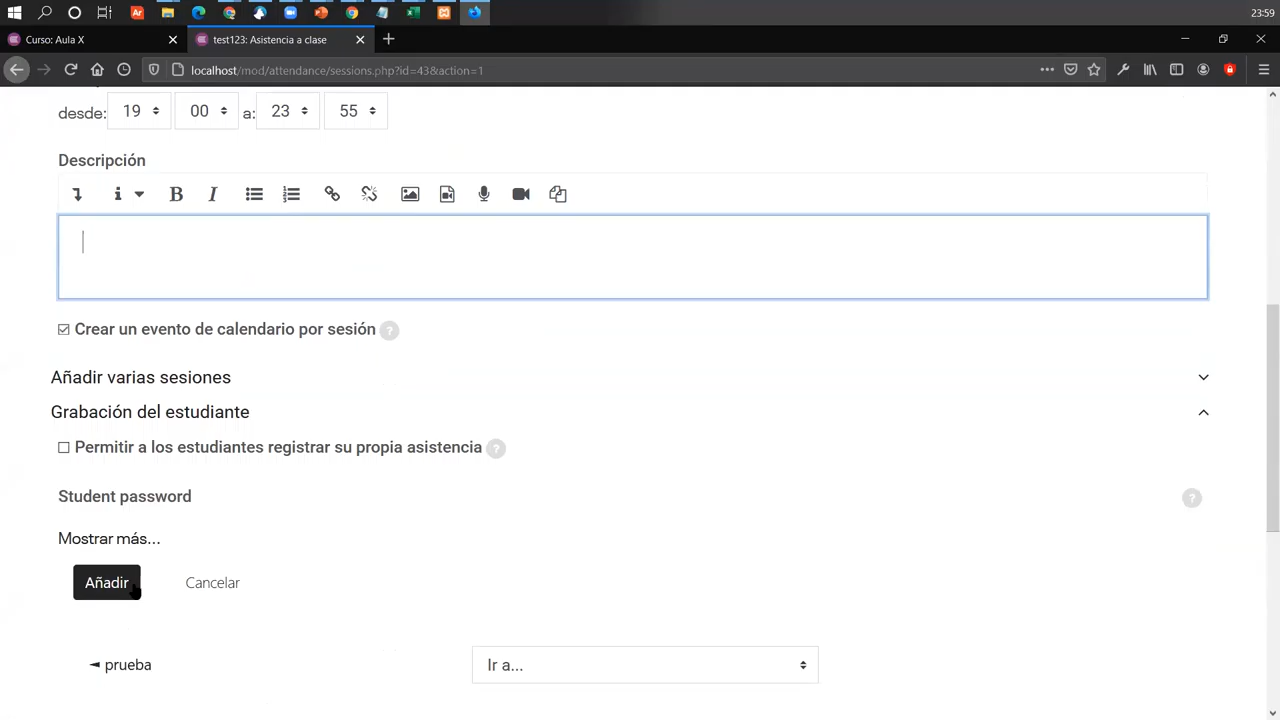 23:59
Curso: Aula X
test123: Asistencia a clase
localhost/mod/attendance/sessions.php?id=43&action=1
desde: 19 00 a: 23 55
Descripción
Crear un evento de calendario por sesión
Añadir varias sesiones
Grabación del estudiante
Permitir a los estudiantes registrar su propia asistencia
Student password
Mostrar más...
Añadir Cancelar
◄ prueba Ir a...